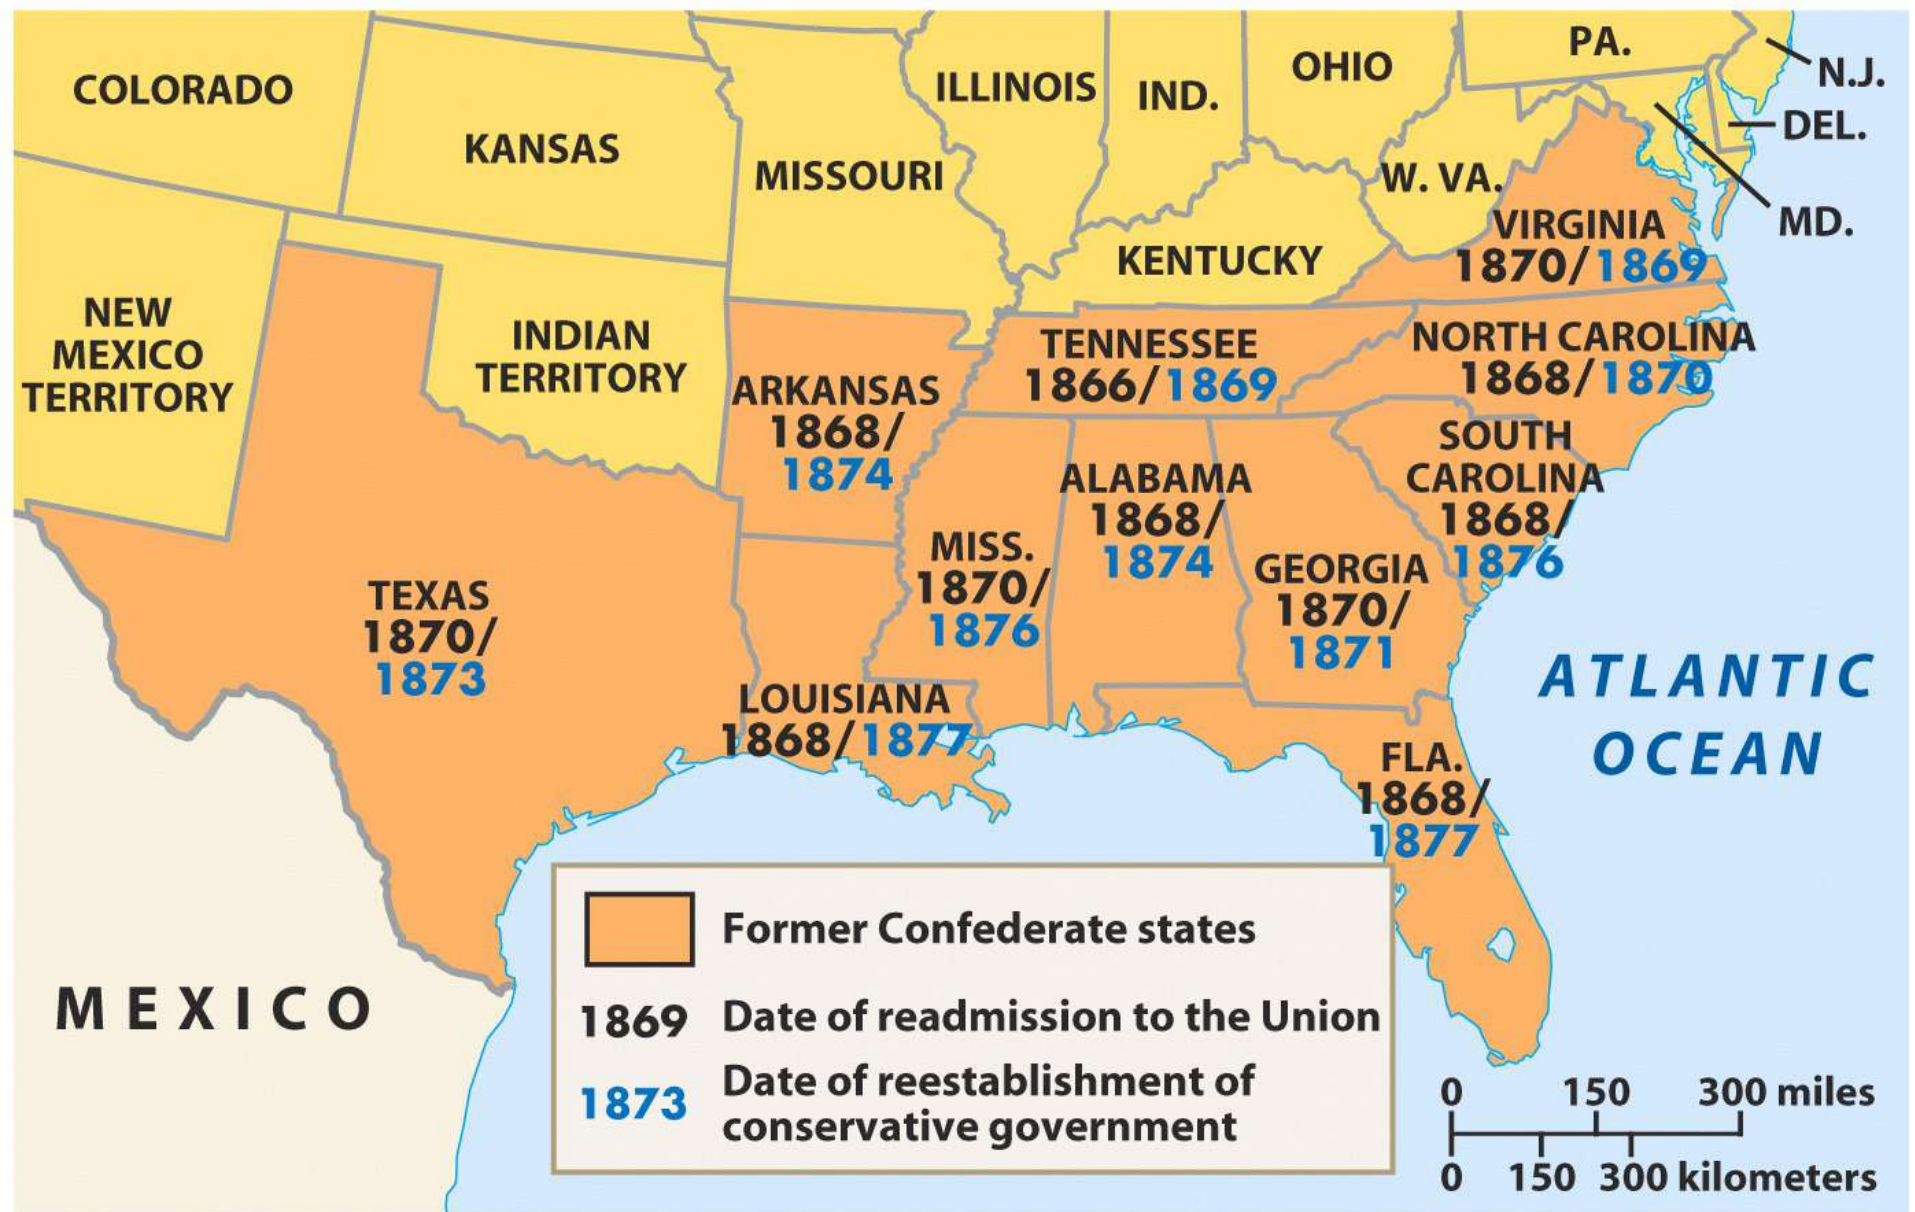 COLORADO
KANSAS
MISSOURI
ILLINOIS
IND.
OHIO
PA.
N.J.
DEL.
MD.
W. VA.
VIRGINIA
1870/1869
KENTUCKY
NEW
MEXICO
TERRITORY
INDIAN
TERRITORY
ARKANSAS
1868/
1874
TENNESSEE
1866/1869
NORTH CAROLINA
1868/1870
SOUTH
CAROLINA
1868/
1876
TEXAS
1870/
1873
MISS.
1870/
1876
ALABAMA
1868/
1874
GEORGIA
1870/
1871
LOUISIANA
1868/1877
FLA.
1868/
1877
ATLANTIC
OCEAN
MEXICO
Former Confederate states
1869 Date of readmission to the Union
1873 Date of reestablishment of
conservative government
0 150 300 miles
0 150 300 kilometers